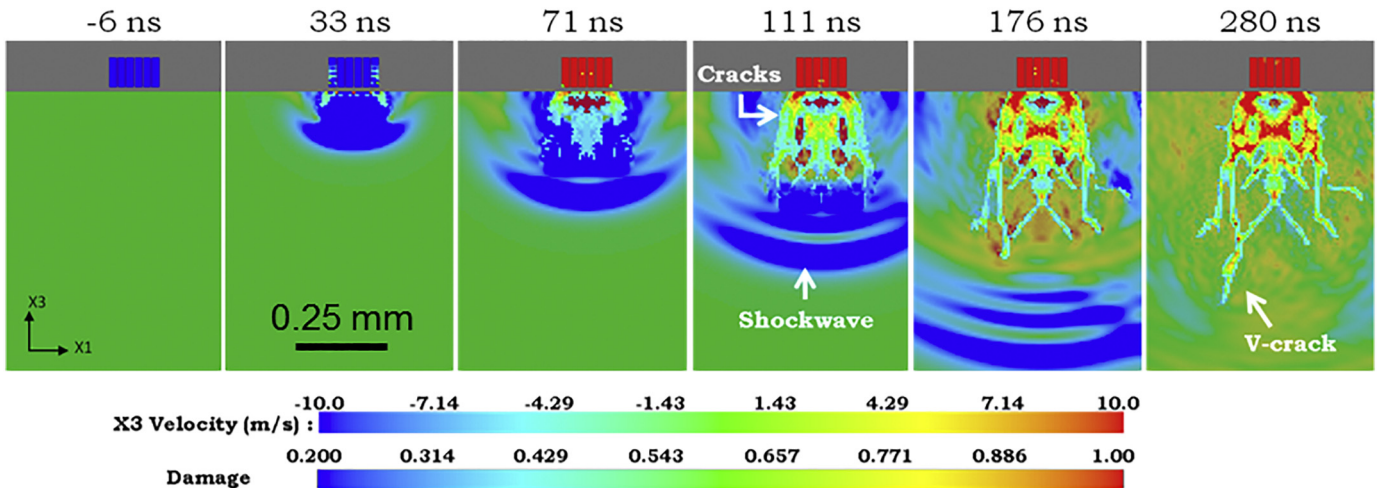 -6 ns 33 ns 71 ns 111 ns 176 ns 280 ns
Cracks
X3
X1
0.25 mm
Shockwave
V-crack
-10.0 -7.14 -4.29 -1.43 1.43 4.29 7.14 10.0
X3 Velocity (m/s) :
0.200 0.314 0.429 0.543 0.657 0.771 0.886 1.00
Damage